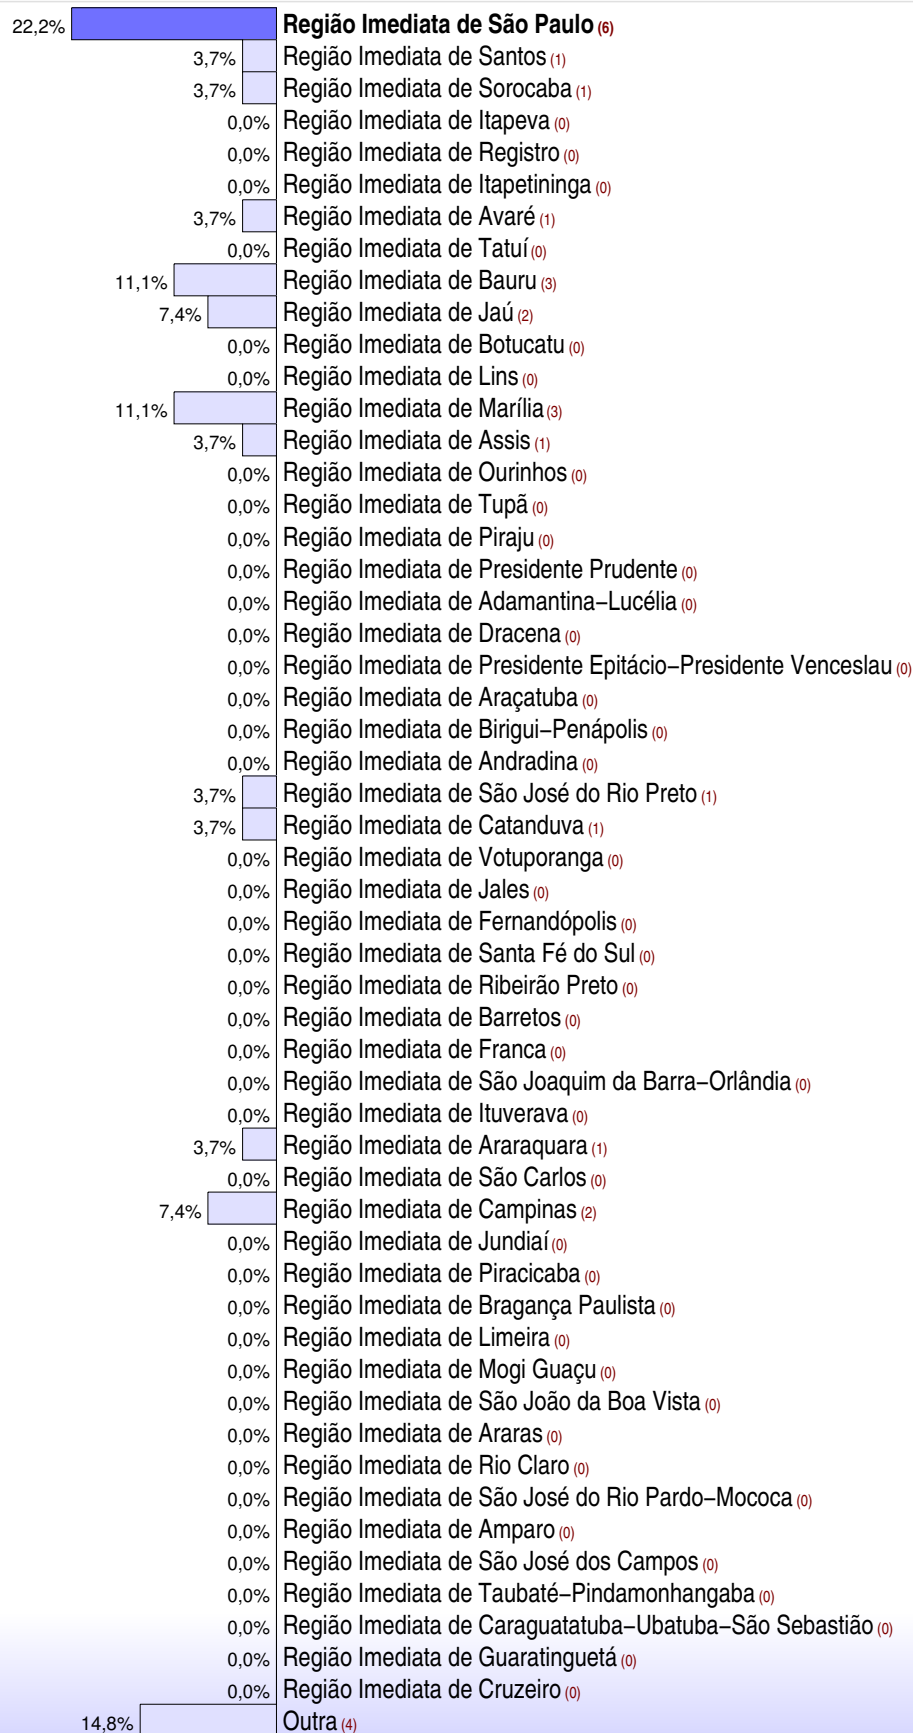 22,2% Região Imediata de São Paulo (6)
3,7% Região Imediata de Santos (1)
3,7% Região Imediata de Sorocaba (1)
0,0% Região Imediata de Itapeva (0)
0,0% Região Imediata de Registro (0)
0,0% Região Imediata de Itapetininga (0)
3,7% Região Imediata de Avaré (1)
0,0% Região Imediata de Tatuí (0)
11,1% Região Imediata de Bauru (3)
7,4% Região Imediata de Jaú (2)
0,0% Região Imediata de Botucatu (0)
0,0% Região Imediata de Lins (0)
11,1% Região Imediata de Marília (3)
3,7% Região Imediata de Assis (1)
0,0% Região Imediata de Ourinhos (0)
0,0% Região Imediata de Tupã (0)
0,0% Região Imediata de Piraju (0)
0,0% Região Imediata de Presidente Prudente (0)
0,0% Região Imediata de Adamantina–Lucélia (0)
0,0% Região Imediata de Dracena (0)
0,0% Região Imediata de Presidente Epitácio–Presidente Venceslau (0)
0,0% Região Imediata de Araçatuba (0)
0,0% Região Imediata de Birigui–Penápolis (0)
0,0% Região Imediata de Andradina (0)
3,7% Região Imediata de São José do Rio Preto (1)
3,7% Região Imediata de Catanduva (1)
0,0% Região Imediata de Votuporanga (0)
0,0% Região Imediata de Jales (0)
0,0% Região Imediata de Fernandópolis (0)
0,0% Região Imediata de Santa Fé do Sul (0)
0,0% Região Imediata de Ribeirão Preto (0)
0,0% Região Imediata de Barretos (0)
0,0% Região Imediata de Franca (0)
0,0% Região Imediata de São Joaquim da Barra–Orlândia (0)
0,0% Região Imediata de Ituverava (0)
3,7% Região Imediata de Araraquara (1)
0,0% Região Imediata de São Carlos (0)
7,4% Região Imediata de Campinas (2)
0,0% Região Imediata de Jundiaí (0)
0,0% Região Imediata de Piracicaba (0)
0,0% Região Imediata de Bragança Paulista (0)
0,0% Região Imediata de Limeira (0)
0,0% Região Imediata de Mogi Guaçu (0)
0,0% Região Imediata de São João da Boa Vista (0)
0,0% Região Imediata de Araras (0)
0,0% Região Imediata de Rio Claro (0)
0,0% Região Imediata de São José do Rio Pardo–Mococa (0)
0,0% Região Imediata de Amparo (0)
0,0% Região Imediata de São José dos Campos (0)
0,0% Região Imediata de Taubaté–Pindamonhangaba (0)
0,0% Região Imediata de Caraguatatuba–Ubatuba–São Sebastião (0)
0,0% Região Imediata de Guaratinguetá (0)
0,0% Região Imediata de Cruzeiro (0)
14,8% Outra (4)